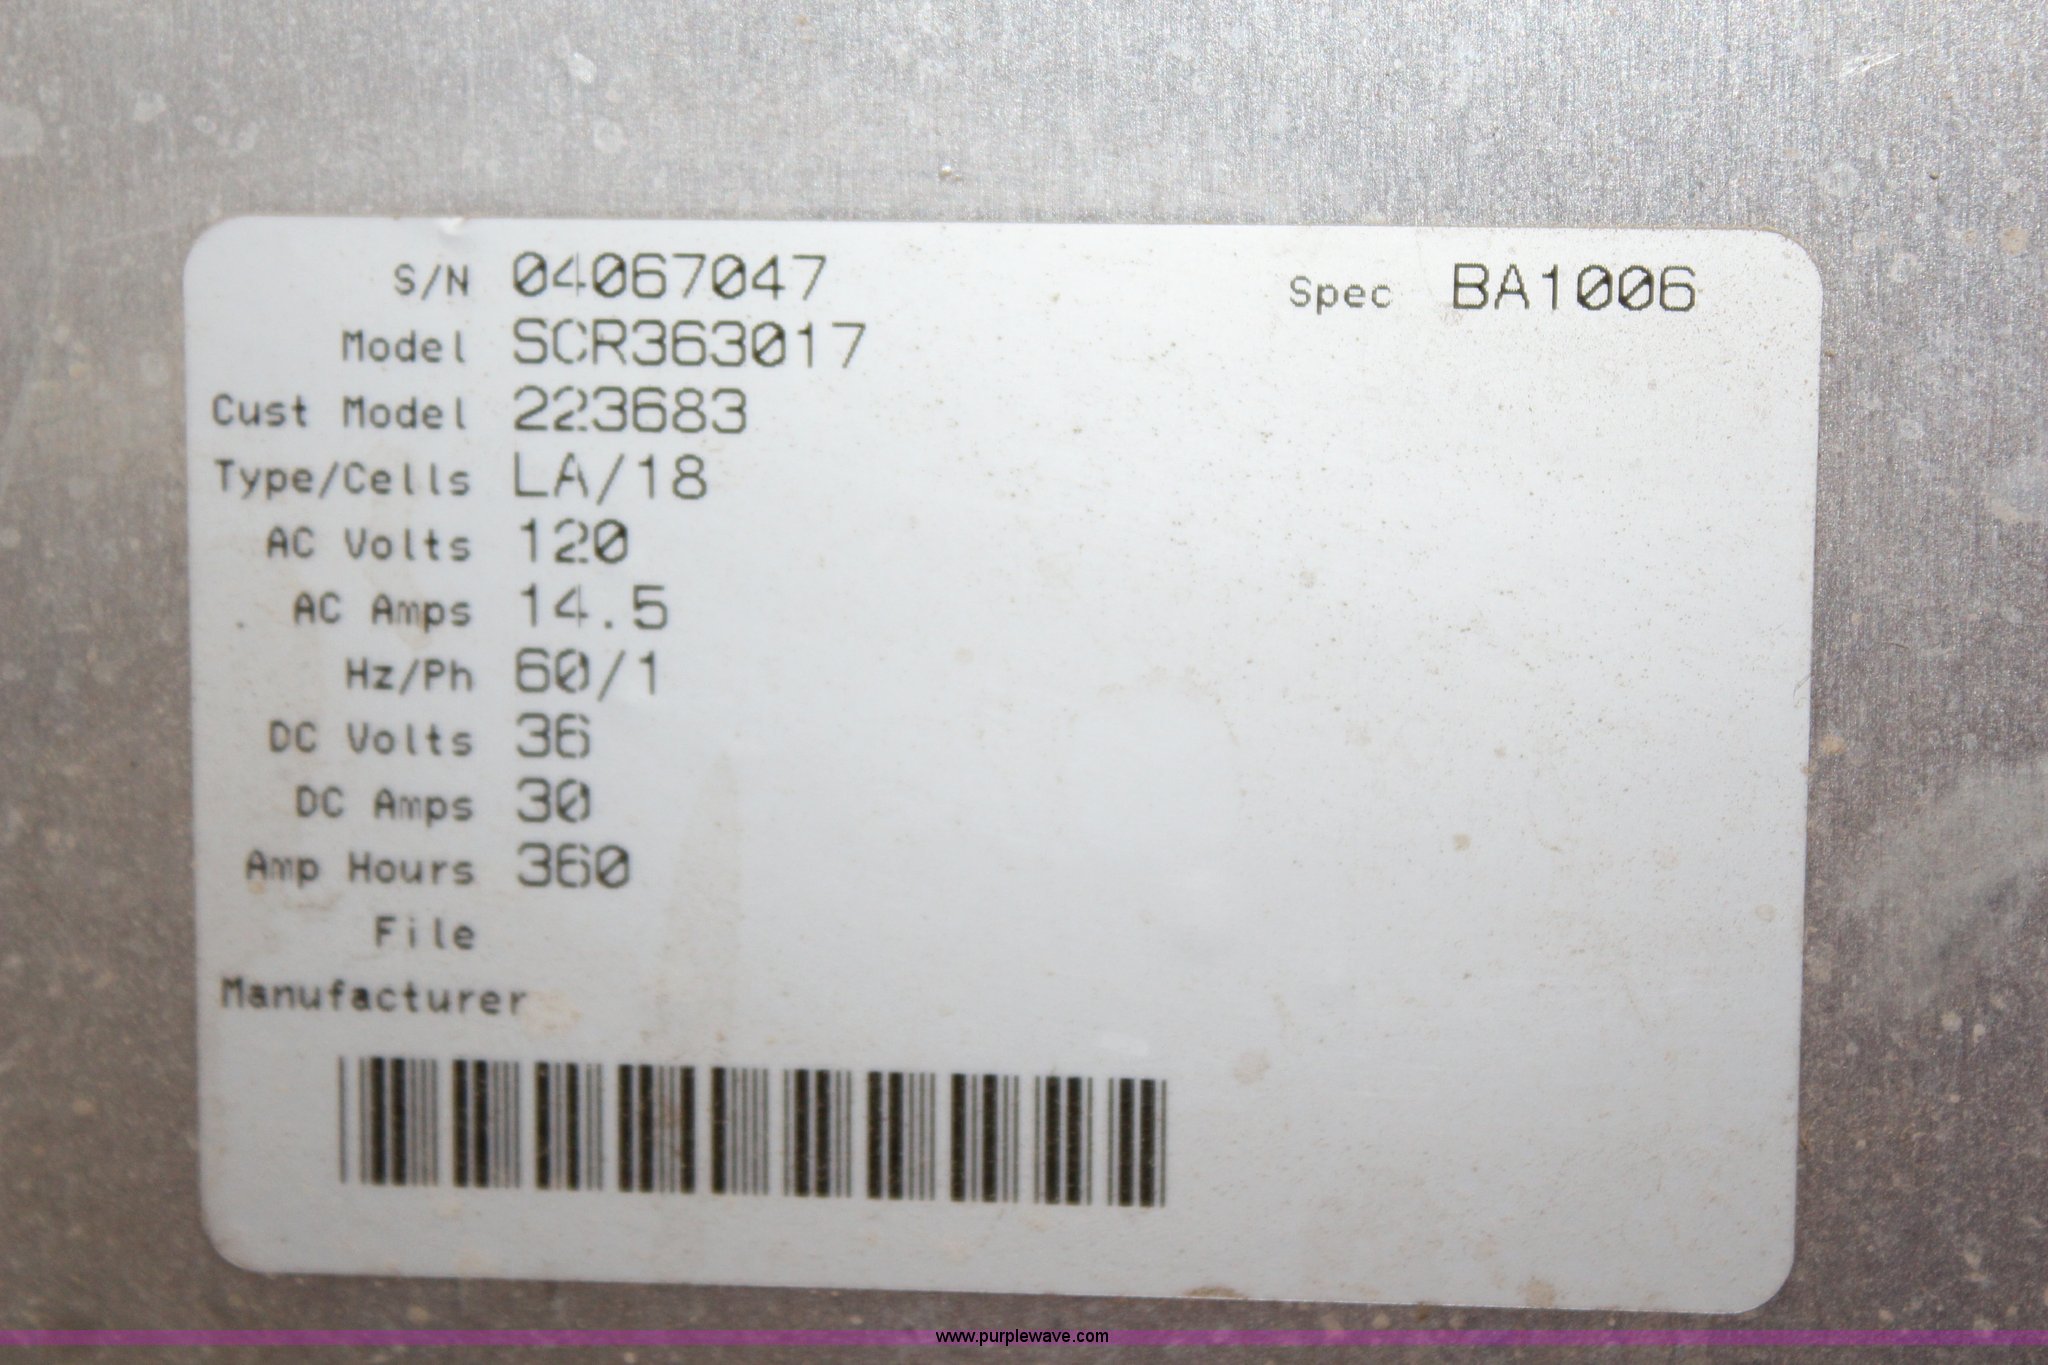 S/N 04067047 Spec BA1006
Model SCR363017
Cust Model 223683
Type/Cells LA/18
AC Volts 120
AC Amps 14.5
Hz/Ph 60/1
DC Volts 36
DC Amps 30
Amp Hours 360
File
Manufacturer
www.purplewave.com